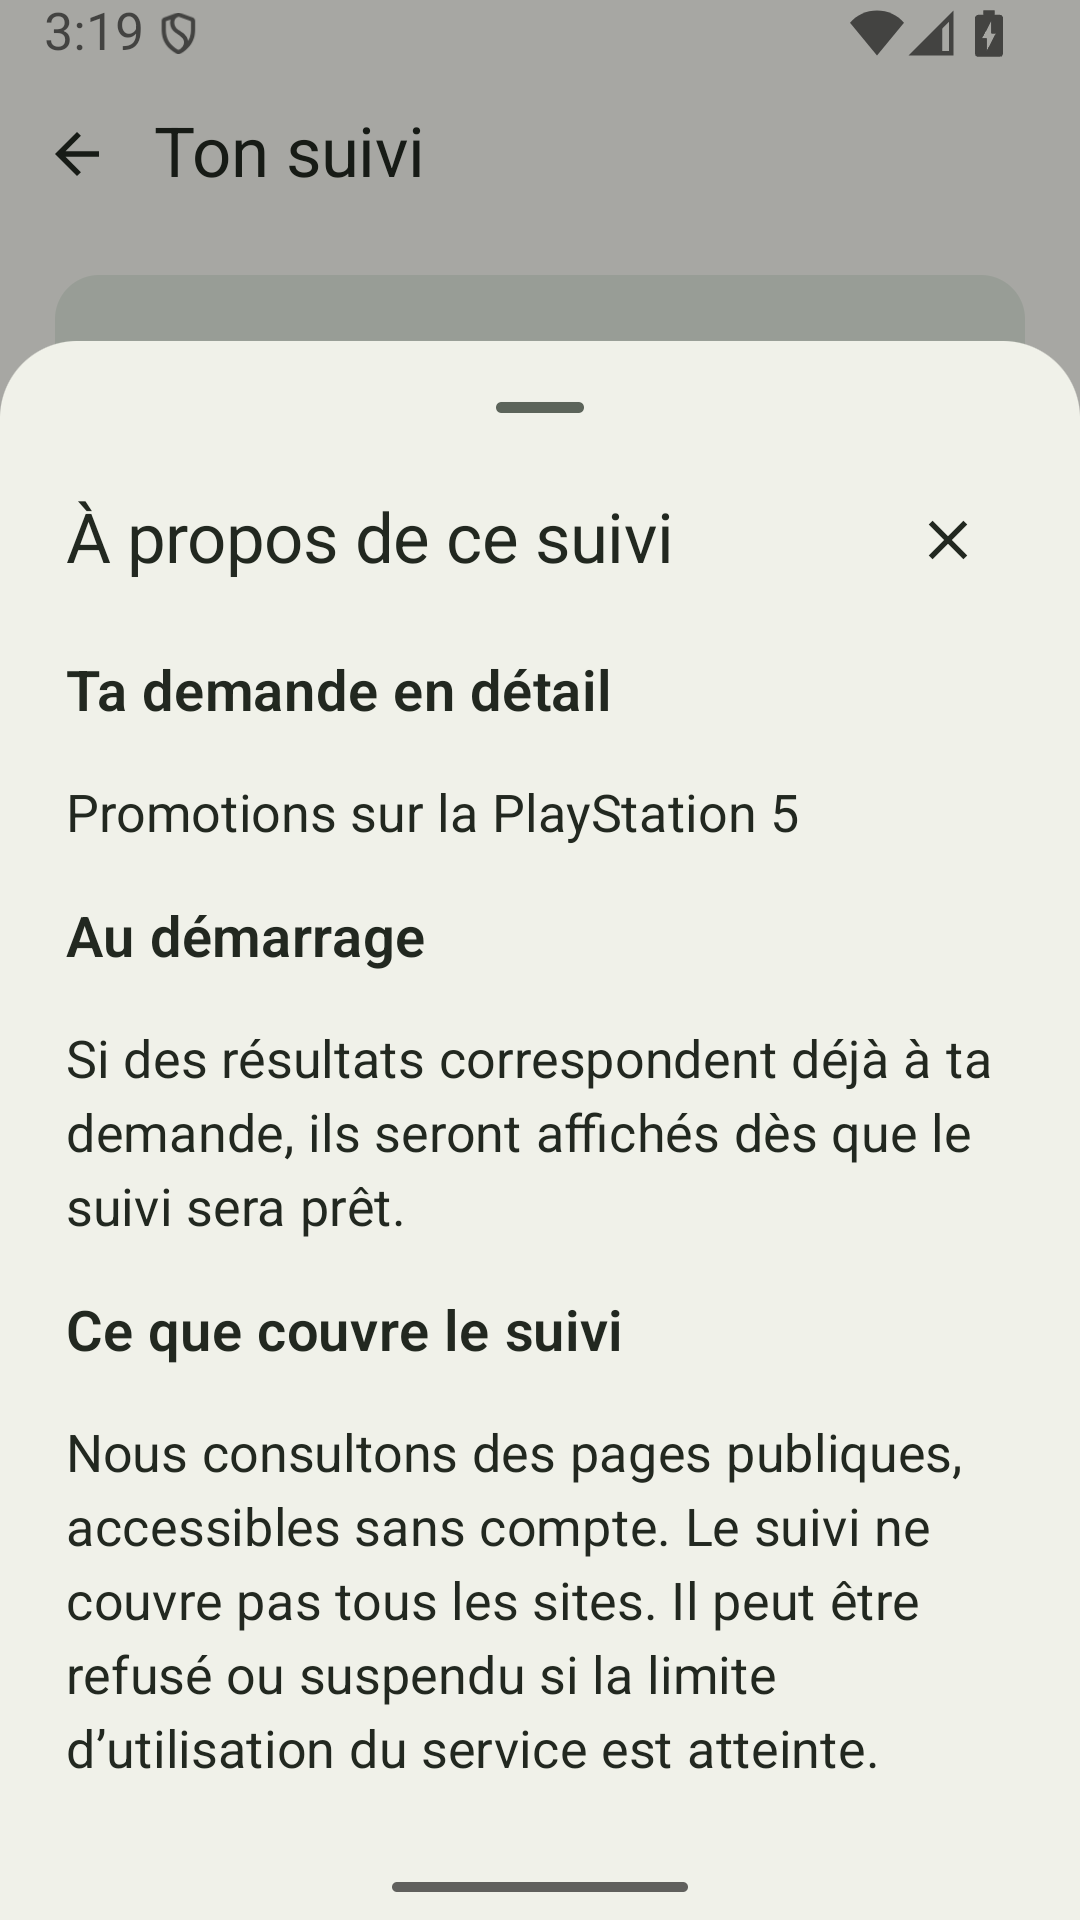 3:19
Ton suivi
À propos de ce suivi
Ta demande en détail
Promotions sur la PlayStation 5
Au démarrage
Si des résultats correspondent déjà à ta
demande, ils seront affichés dès que le
suivi sera prêt.
Ce que couvre le suivi
Nous consultons des pages publiques,
accessibles sans compte. Le suivi ne
couvre pas tous les sites. Il peut être
refusé ou suspendu si la limite
d’utilisation du service est atteinte.